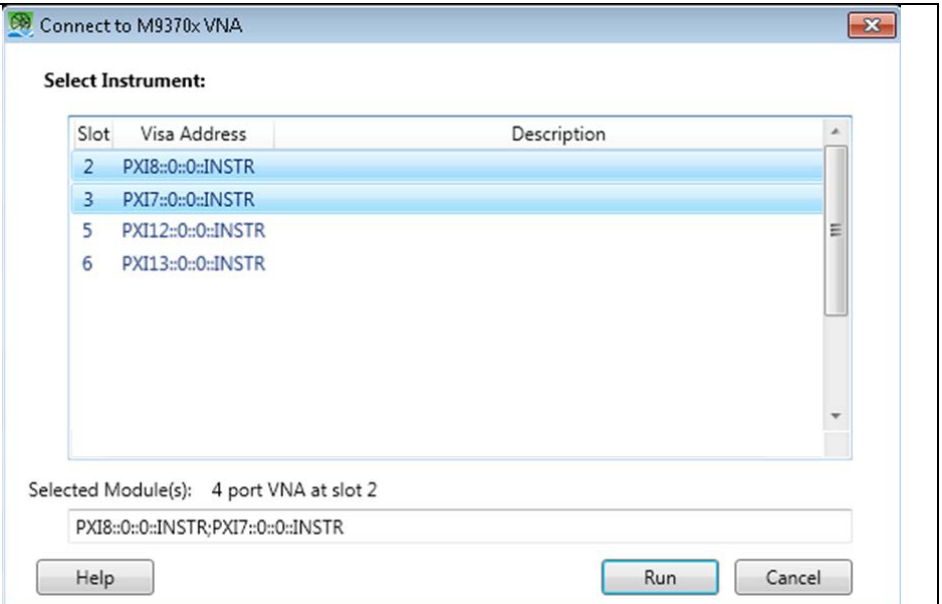 Connect to M9370x VNA
Select Instrument:
Slot Visa Address Description
2 PXI8::0::0::INSTR
3 PXI7::0::0::INSTR
5 PXI12::0::0::INSTR
6 PXI13::0::0::INSTR
Selected Module(s): 4 port VNA at slot 2
PXI8::0::0::INSTR;PXI7::0::0::INSTR
Help Run Cancel